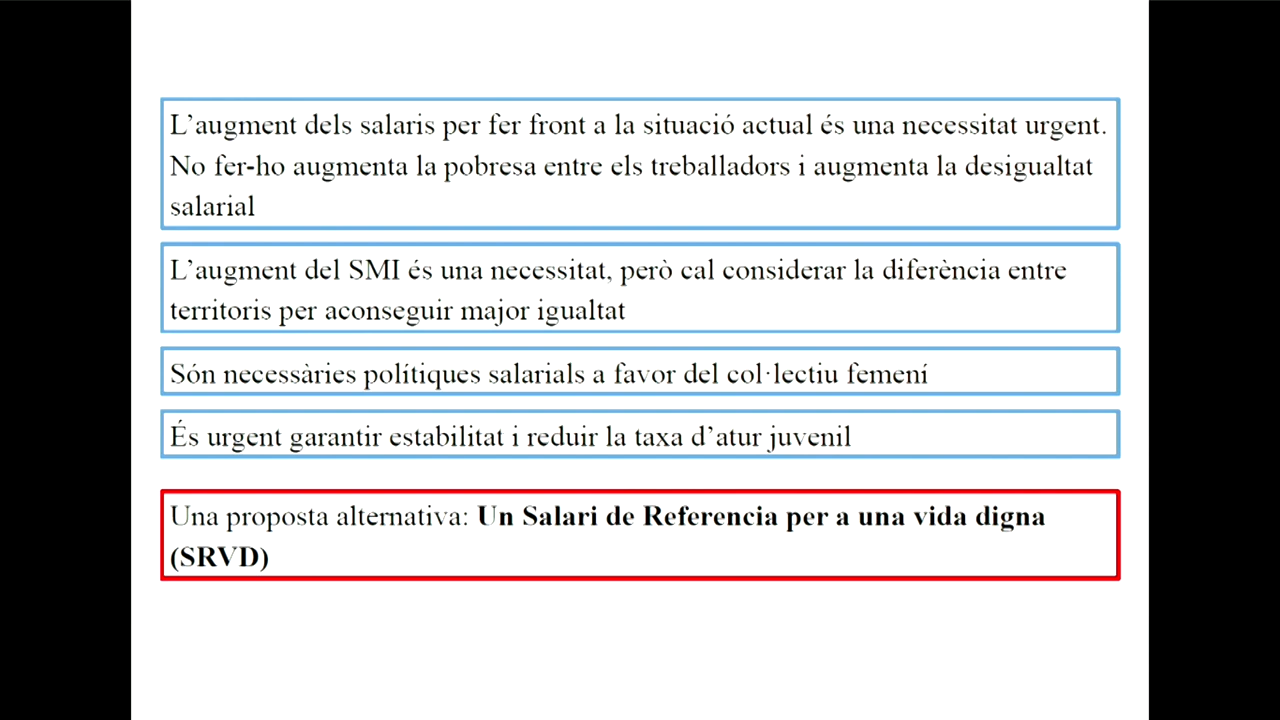 L'augment dels salaris per fer front a la situació actual és una necessitat urgent.
No fer-ho augmenta la pobresa entre els treballadors i augmenta la desigualtat
salarial
L'augment del SMI és una necessitat, però cal considerar la diferència entre
territoris per aconseguir major igualtat
Són necessàries polítiques salarials a favor del col·lectiu femení
És urgent garantir estabilitat i reduir la taxa d'atur juvenil
Una proposta alternativa: Un Salari de Referencia per a una vida digna
(SRVD)